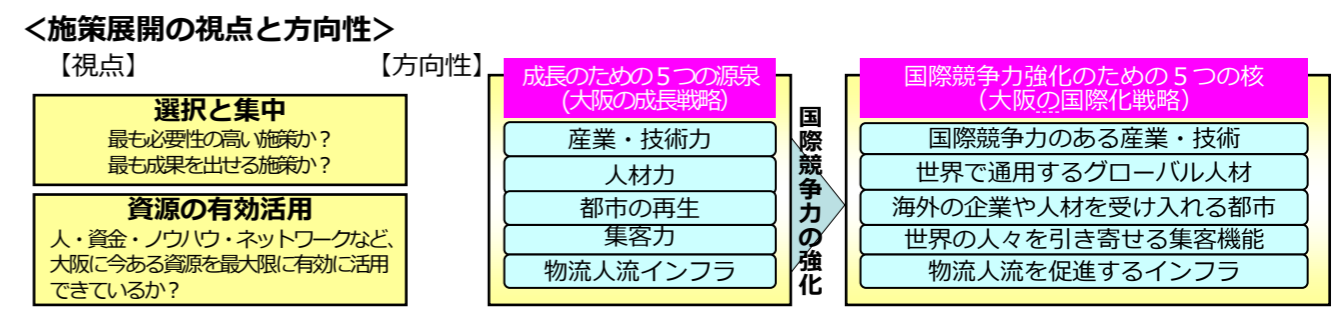 ＜施策展開の視点と方向性＞
【視点】
【方向性】
選択と集中
最も必要性の高い施策か？
最も成果を出せる施策か？
資源の有効活用
人・資金・ノウハウ・ネットワークなど、
大阪に今ある資源を最大限に有効に活用
できているか？
成長のための５つの源泉
(大阪の成長戦略)
産業・技術力
人材力
都市の再生
集客力
物流人流インフラ
国際競争力の強化
国際競争力強化のための５つの核
（大阪の国際化戦略）
国際競争力のある産業・技術
世界で通用するグローバル人材
海外の企業や人材を受け入れる都市
世界の人々を引き寄せる集客機能
物流人流を促進するインフラ